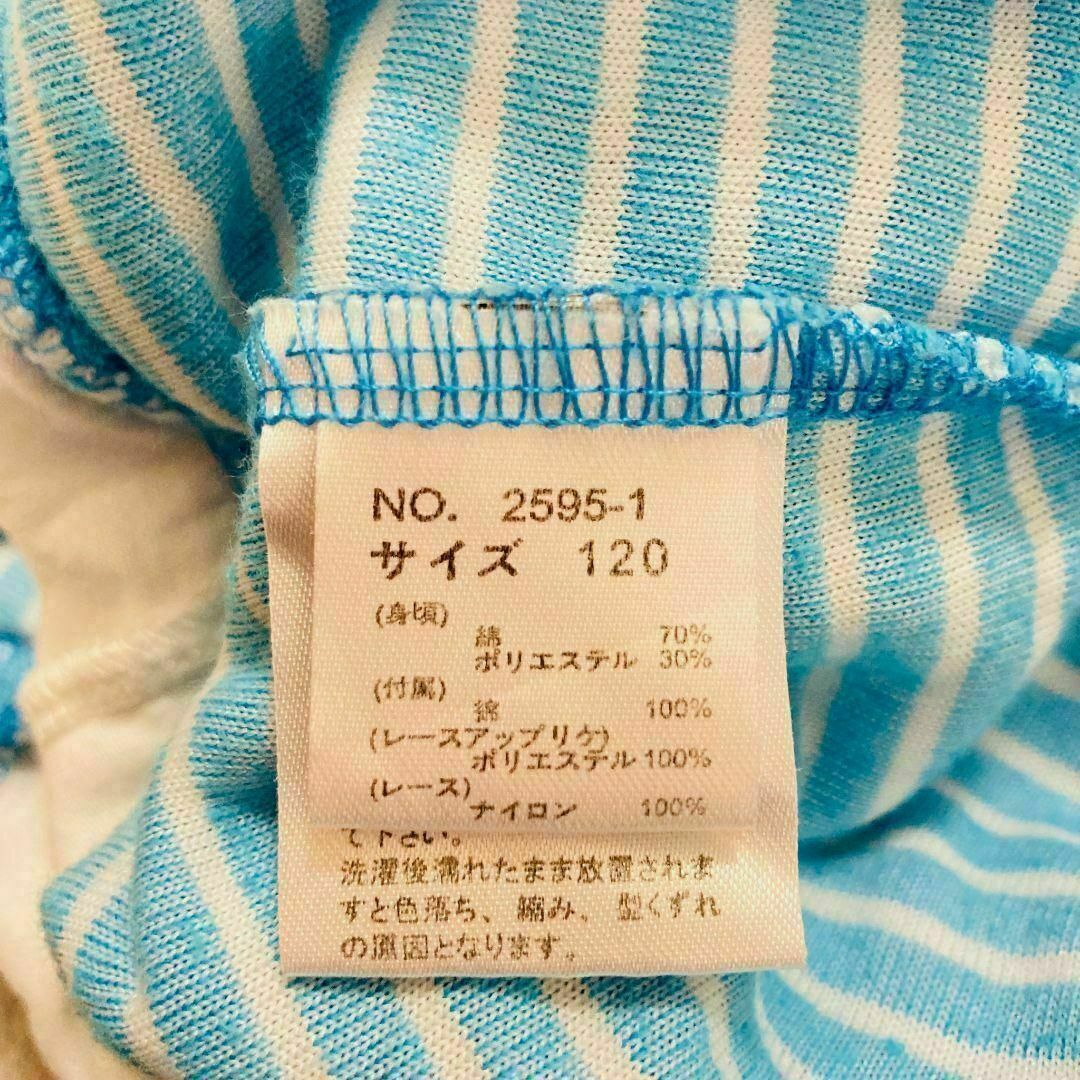 NO. 2595-1
サイズ 120
(身頃)
綿 70%
ポリエステル 30%
(付属)
綿 100%
(レースアップリケ)
ポリエステル 100%
(レース)
ナイロン 100%
て下さい。
洗濯後濡れたまま放置されま
すと色落ち、縮み、型くずれ
の原因となります。